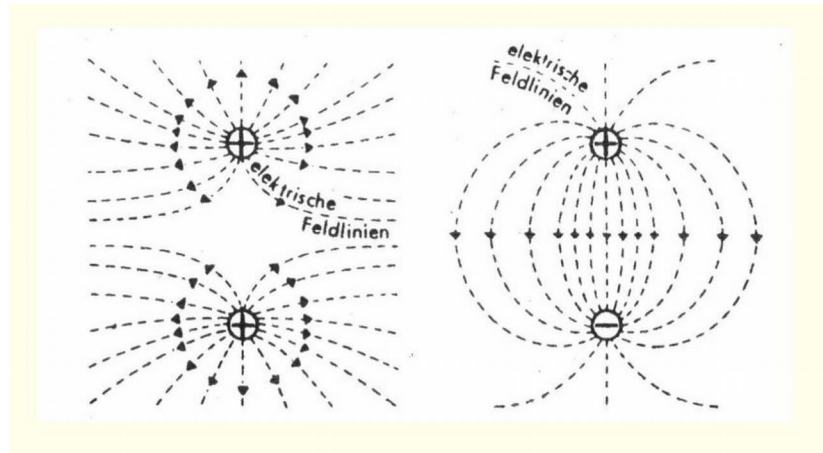 elektrische
Feldlinien
elektrische
Feldlinien
+
+
+
−